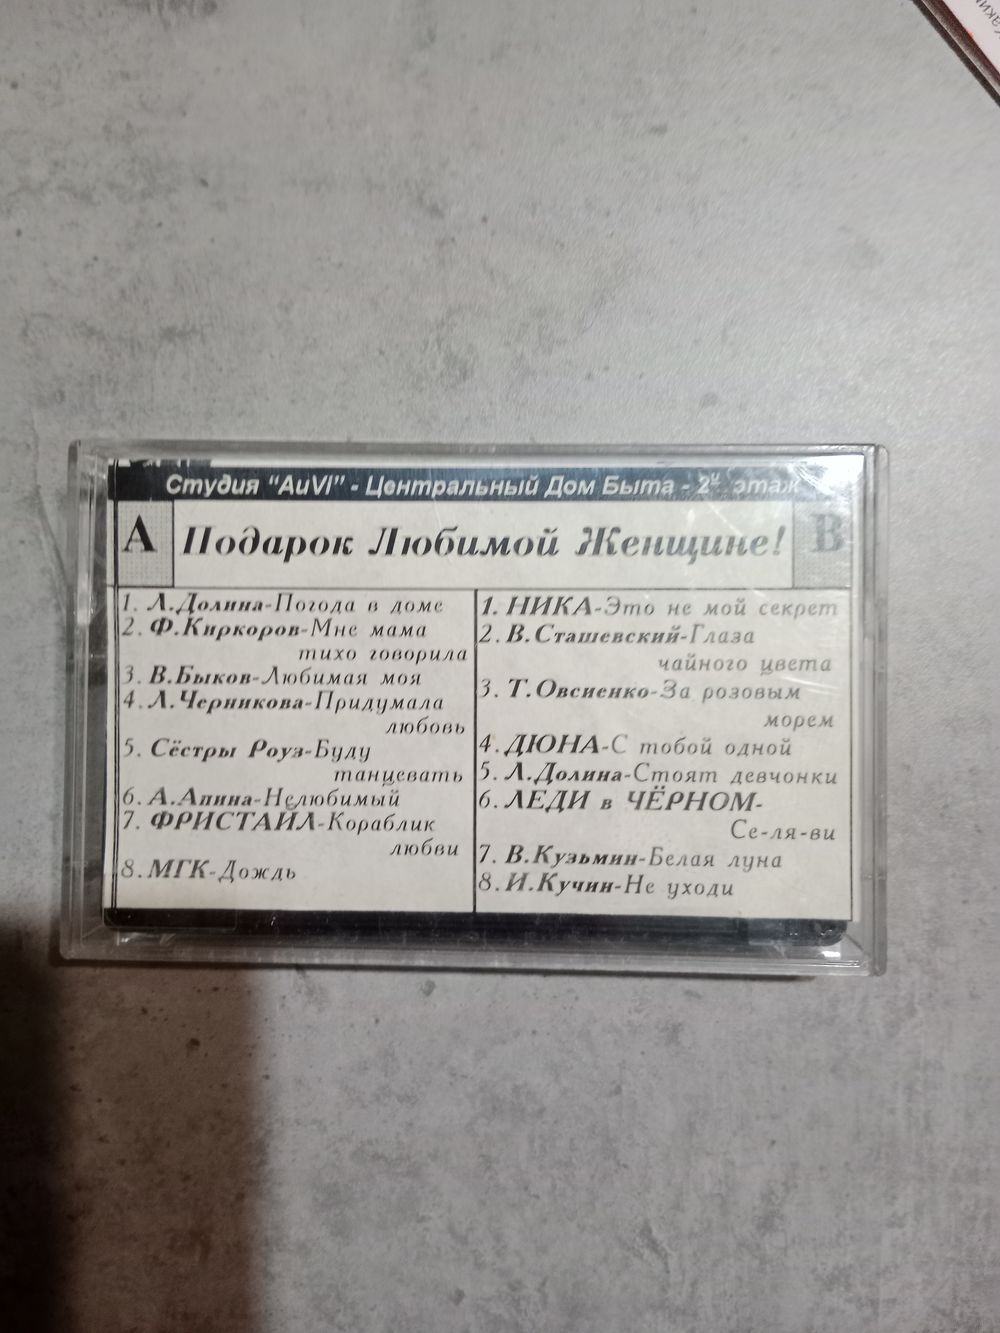 Студия "AuVI" - Центральный Дом Быта - 2й этаж
A
Подарок Любимой Женщине!
B
1. Л.Долина-Погода в доме
2. Ф.Киркоров-Мне мама
тихо говорила
3. В.Быков-Любимая моя
4. Л.Черникова-Придумала
любовь
5. Сёстры Роуз-Буду
танцевать
6. А.Апина-Нелюбимый
7. ФРИСТАЙЛ-Кораблик
любви
8. МГК-Дождь
1. НИКА-Это не мой секрет
2. В.Сташевский-Глаза
чайного цвета
3. Т.Овсиенко-За розовым
морем
4. ДЮНА-С тобой одной
5. Л.Долина-Стоят девчонки
6. ЛЕДИ в ЧЁРНОМ-
Се-ля-ви
7. В.Кузьмин-Белая луна
8. И.Кучин-Не уходи